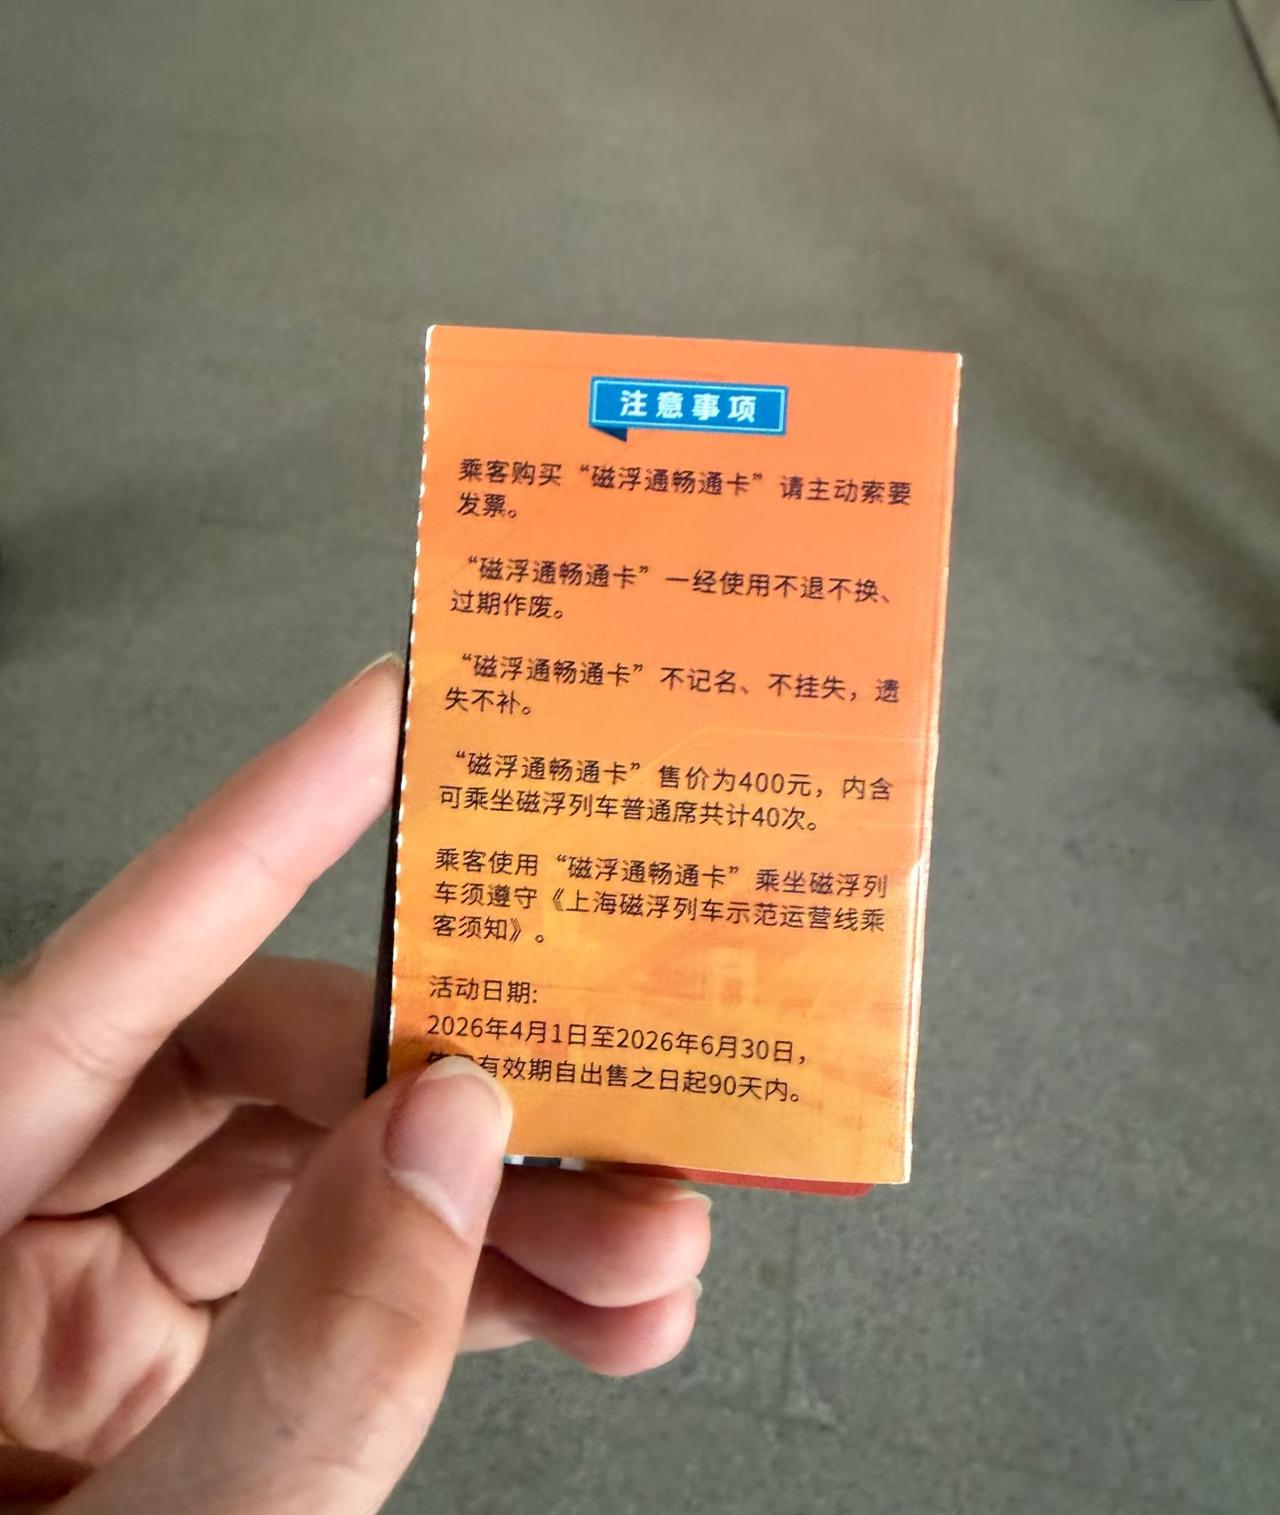 注意事项
乘客购买“磁浮通畅通卡”请主动索要
发票。
“磁浮通畅通卡”一经使用不退不换、
过期作废。
“磁浮通畅通卡”不记名、不挂失，遗
失不补。
“磁浮通畅通卡”售价为400元，内含
可乘坐磁浮列车普通席共计40次。
乘客使用“磁浮通畅通卡”乘坐磁浮列
车须遵守《上海磁浮列车示范运营线乘
客须知》。
活动日期:
2026年4月1日至2026年6月30日，
有效期自出售之日起90天内。